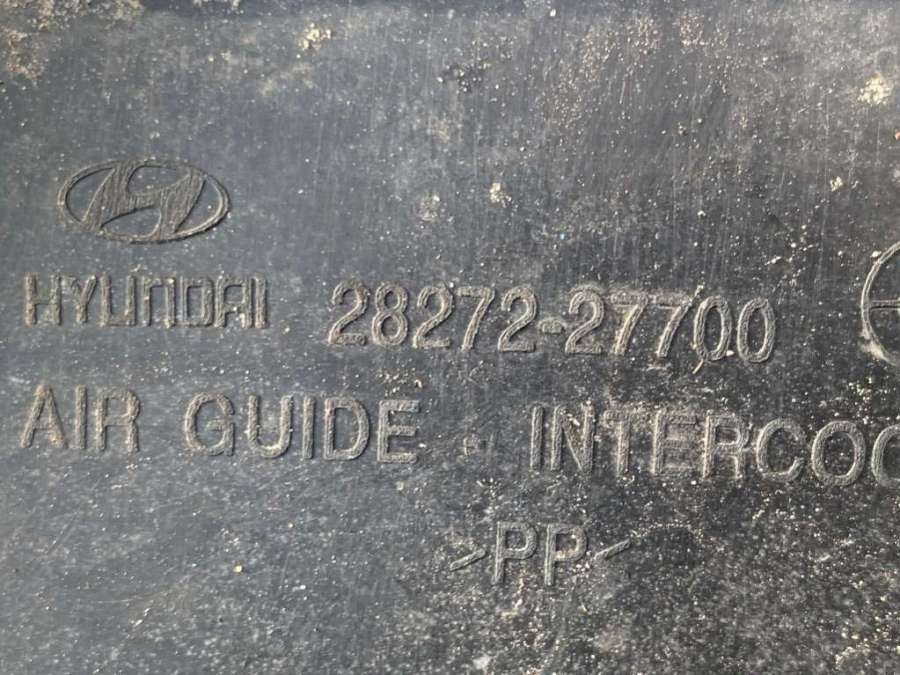 HYUNDAI 28272-27700
AIR GUIDE - INTERCOO
>PP<